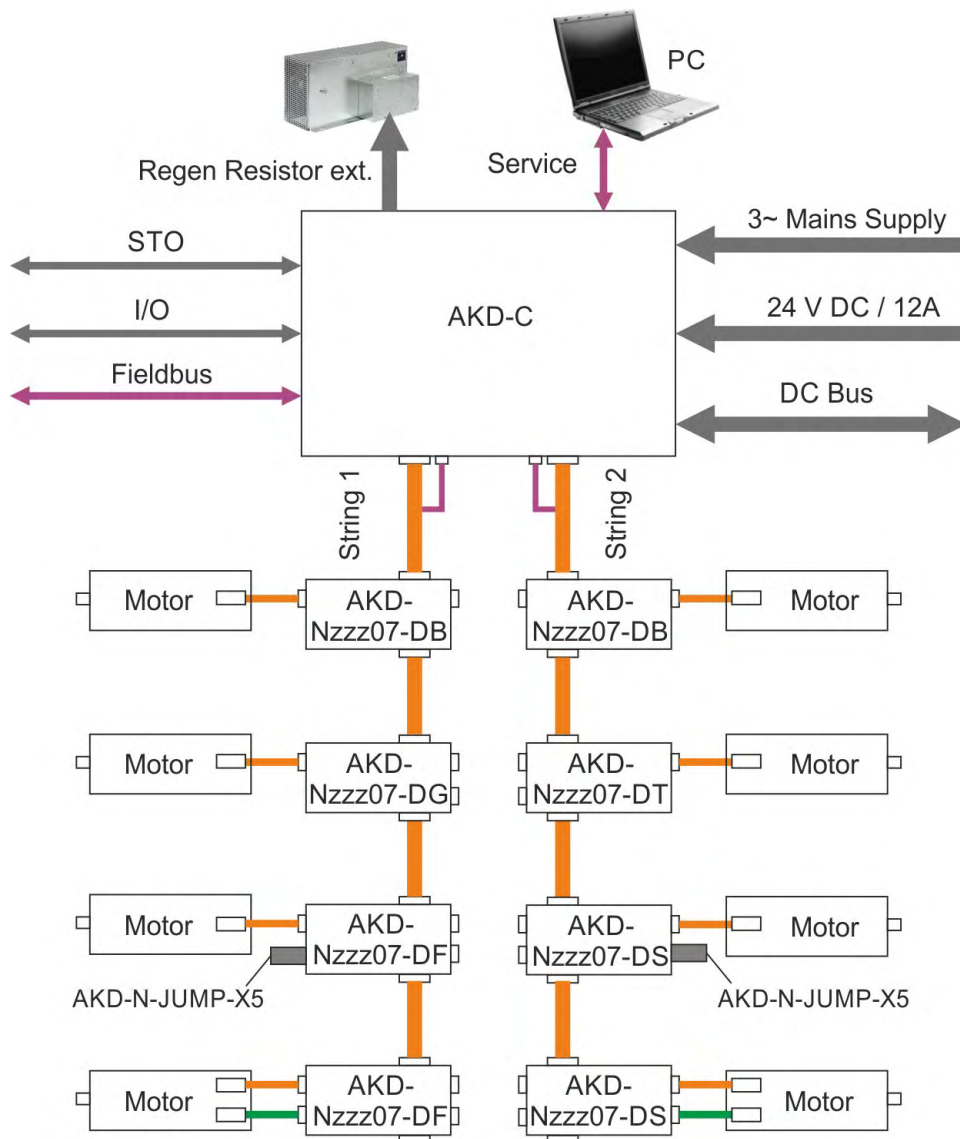 PC
Regen Resistor ext.
Service
STO
I/O
Fieldbus
AKD-C
3~ Mains Supply
24 V DC / 12A
DC Bus
String 1
String 2
Motor
AKD-
Nzzz07-DB
AKD-
Nzzz07-DB
Motor
Motor
AKD-
Nzzz07-DG
AKD-
Nzzz07-DT
Motor
Motor
AKD-
Nzzz07-DF
AKD-
Nzzz07-DS
Motor
AKD-N-JUMP-X5
AKD-N-JUMP-X5
Motor
AKD-
Nzzz07-DF
AKD-
Nzzz07-DS
Motor